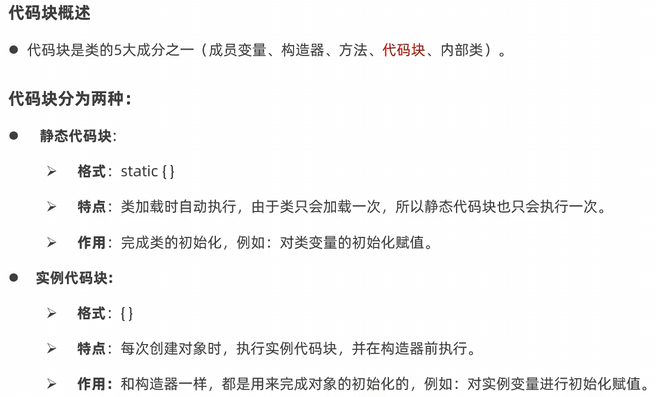 代码块概述
● 代码块是类的5大成分之一（成员变量、构造器、方法、代码块、内部类）。
代码块分为两种：
● 静态代码块：
➢ 格式：static { }
➢ 特点：类加载时自动执行，由于类只会加载一次，所以静态代码块也只会执行一次。
➢ 作用：完成类的初始化，例如：对类变量的初始化赋值。
● 实例代码块：
➢ 格式：{ }
➢ 特点：每次创建对象时，执行实例代码块，并在构造器前执行。
➢ 作用：和构造器一样，都是用来完成对象的初始化的，例如：对实例变量进行初始化赋值。